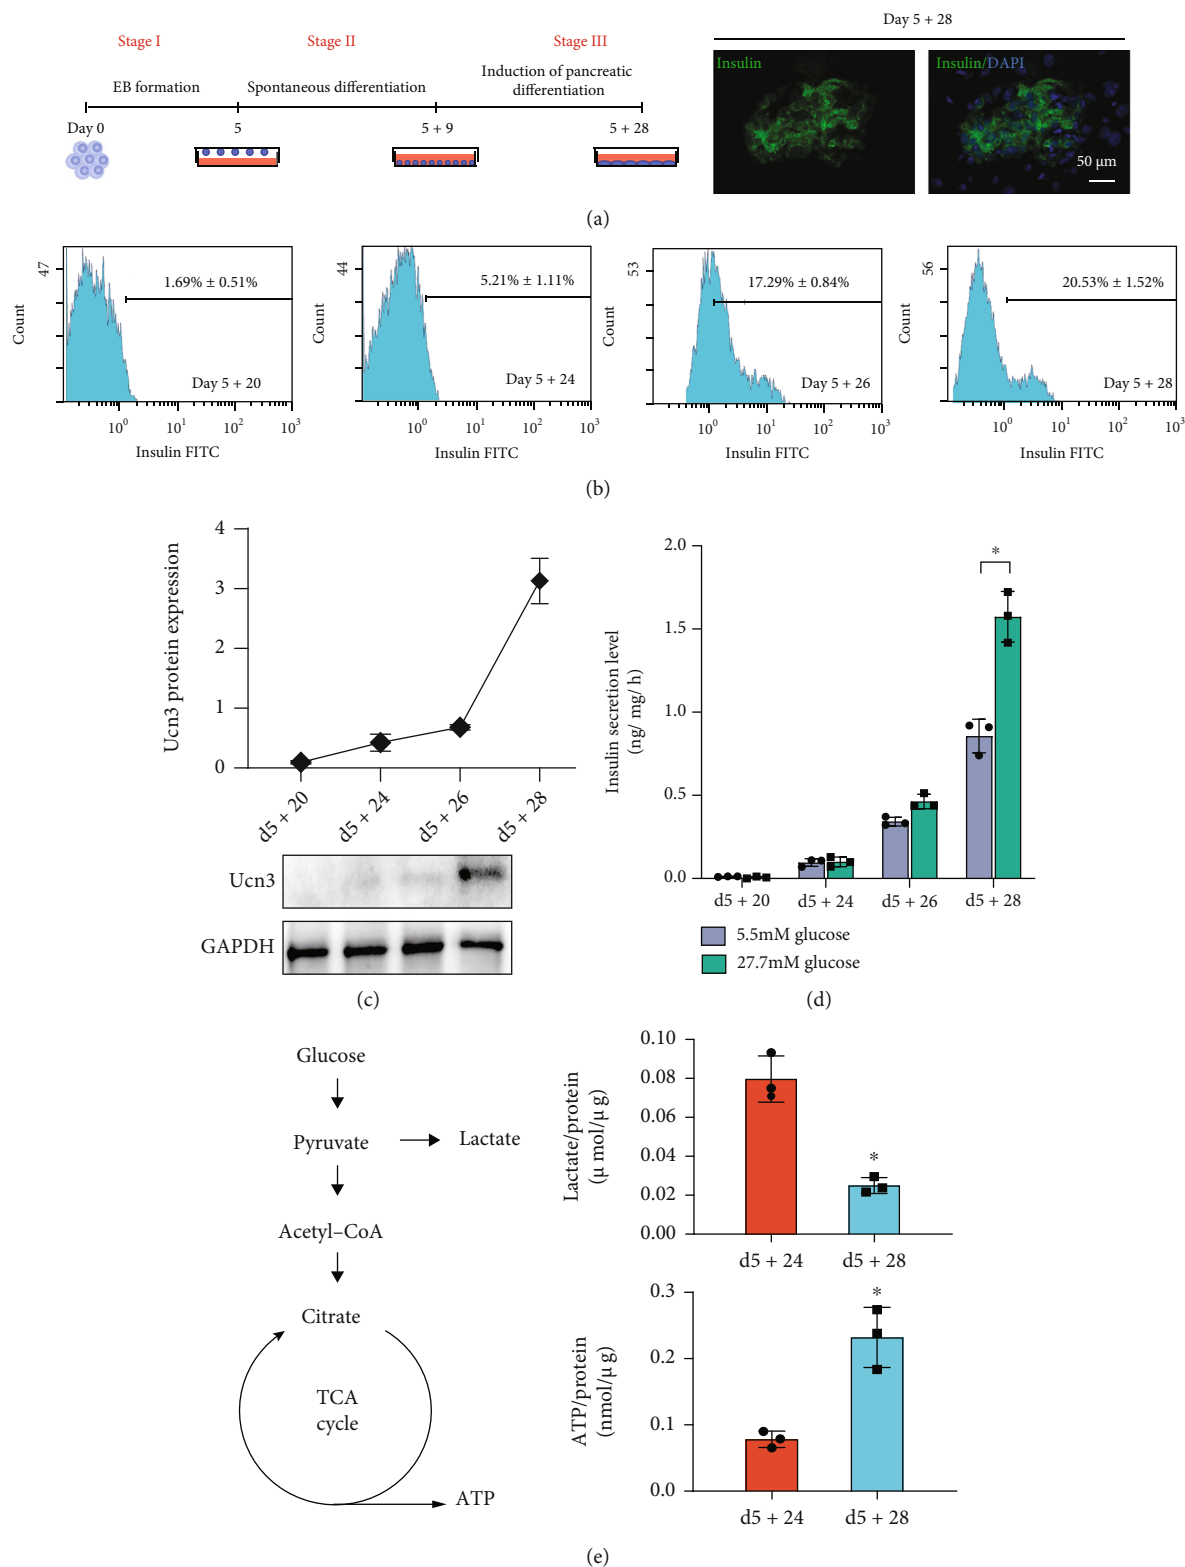 Stage I
Stage II
Stage III
EB formation
Spontaneous differentiation
Induction of pancreatic
differentiation
Day 0
5
5 + 9
5 + 28
Day 5 + 28
Insulin
Insulin/DAPI
50 μm
(a)
47
Count
1.69% ± 0.51%
Day 5 + 20
10^0 10^1 10^2 10^3
Insulin FITC
44
Count
5.21% ± 1.11%
Day 5 + 24
10^0 10^1 10^2 10^3
Insulin FITC
53
Count
17.29% ± 0.84%
Day 5 + 26
10^0 10^1 10^2 10^3
Insulin FITC
56
Count
20.53% ± 1.52%
Day 5 + 28
10^0 10^1 10^2 10^3
Insulin FITC
(b)
Ucn3 protein expression
4
3
2
1
0
d5 + 20
d5 + 24
d5 + 26
d5 + 28
Ucn3
GAPDH
(c)
Insulin secretion level
(ng/ mg/ h)
2.0
1.5
1.0
0.5
0.0
*
d5 + 20
d5 + 24
d5 + 26
d5 + 28
5.5mM glucose
27.7mM glucose
(d)
Glucose
Pyruvate
Lactate
Acetyl–CoA
Citrate
TCA
cycle
ATP
Lactate/protein
(μ mol/μ g)
0.10
0.08
0.06
0.04
0.02
0.00
*
d5 + 24
d5 + 28
ATP/protein
(nmol/μ g)
0.3
0.2
0.1
0.0
*
d5 + 24
d5 + 28
(e)